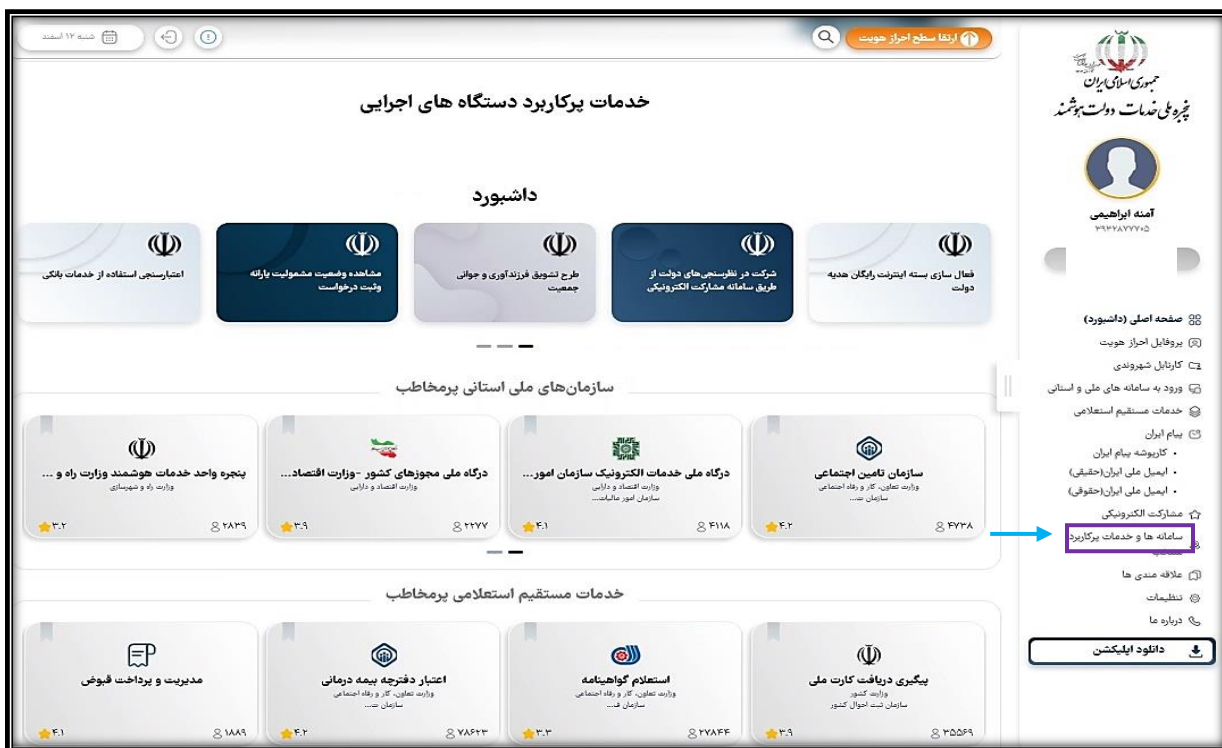 ارتقا سطح احراز هویت
شنبه ۱۲ اسفند
جمهوری اسلامی ایران
پنجره ملی خدمات دولت هوشمند
آمنه ابراهیمی
صفحه اصلی (داشبورد)
پروفایل احراز هویت
کارتابل شهروندی
ورود به سامانه های ملی و استانی
خدمات مستقیم استعلامی
پیام ایران
کارپوشه پیام ایران
ایمیل ملی ایران(حقیقی)
ایمیل ملی ایران(حقوقی)
مشارکت الکترونیکی
سامانه ها و خدمات پرکاربرد
علاقه مندی ها
تنظیمات
درباره ما
دانلود اپلیکشن
خدمات پرکاربرد دستگاه های اجرایی
داشبورد
فعال سازی بسته اینترنت رایگان هدیه
دولت
شرکت در نظرسنجی‌های دولت از
طریق سامانه مشارکت الکترونیکی
طرح تشویق فرزندآوری و جوانی
جمعیت
مشاهده وضعیت مشمولیت یارانه
وثبت درخواست
اعتبارسنجی استفاده از خدمات بانکی
سازمان‌های ملی استانی پرمخاطب
سازمان تامین اجتماعی
وزارت تعاون، کار و رفاه اجتماعی
سازمان ت...
۴۷۳۸
۴.۲
درگاه ملی خدمات الکترونیک سازمان امور...
وزارت اقتصاد و دارایی
سازمان امور مالیات...
۴۱۱۸
۴.۱
درگاه ملی مجوزهای کشور -وزارت اقتصاد...
وزارت اقتصاد و دارایی
۲۲۷۷
۳.۹
پنجره واحد خدمات هوشمند وزارت راه و ...
وزارت راه و شهرسازی
۲۸۳۹
۳.۲
خدمات مستقیم استعلامی پرمخاطب
پیگیری دریافت کارت ملی
وزارت کشور
سازمان ثبت احوال کشور
۳۵۵۶۹
۳.۹
استعلام گواهینامه
وزارت تعاون، کار و رفاه اجتماعی
سازمان ف...
۲۷۸۴۴
۳.۳
اعتبار دفترچه بیمه درمانی
وزارت تعاون، کار و رفاه اجتماعی
سازمان ت...
۷۸۶۲۳
۴.۲
مدیریت و پرداخت قبوض
۱۸۸۹
۴.۱